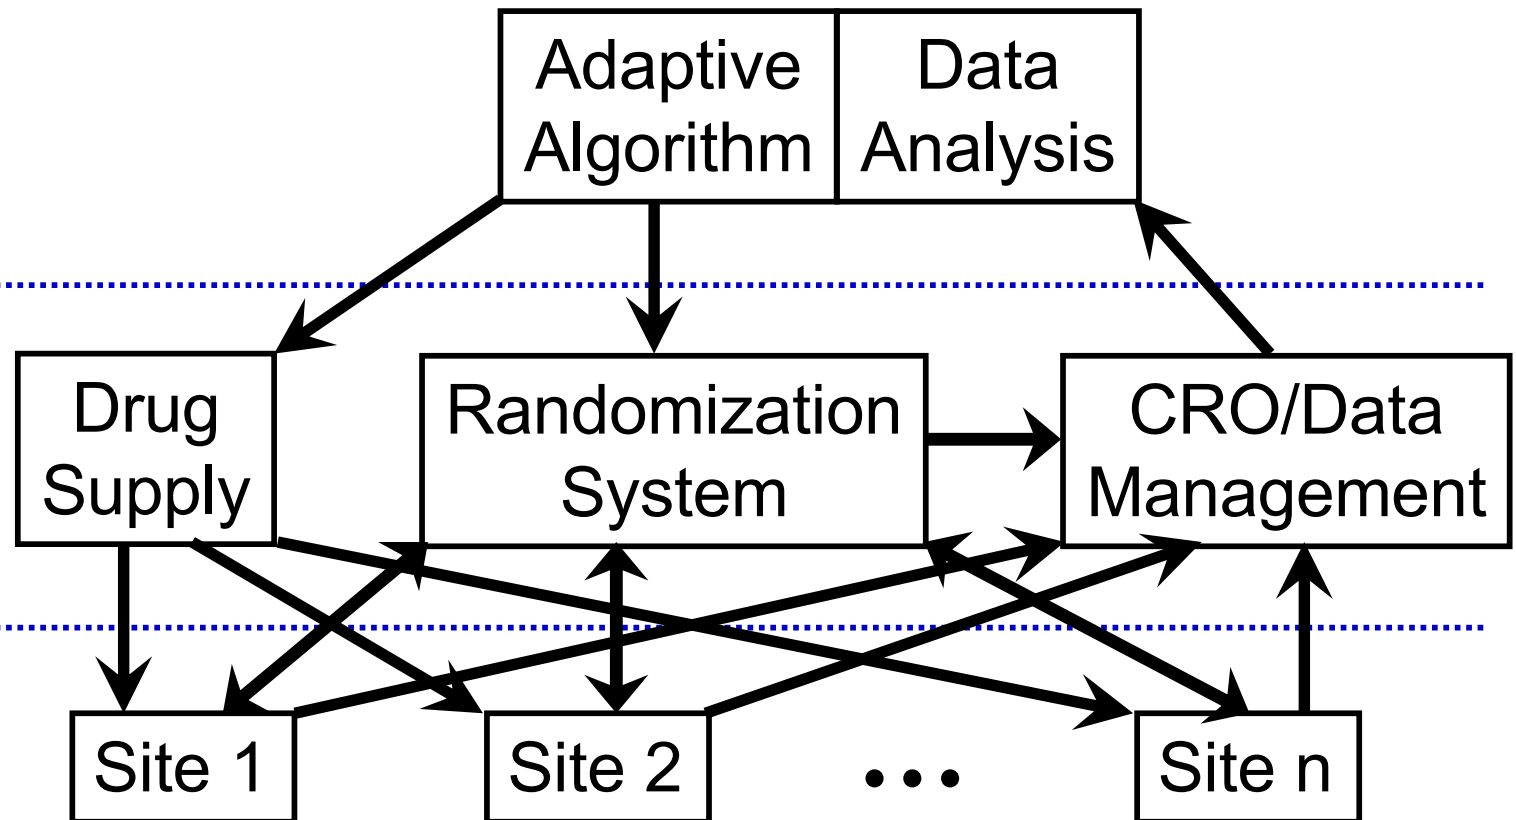 Adaptive
Algorithm
Data
Analysis
Drug
Supply
Randomization
System
CRO/Data
Management
Site 1
Site 2
...
Site n